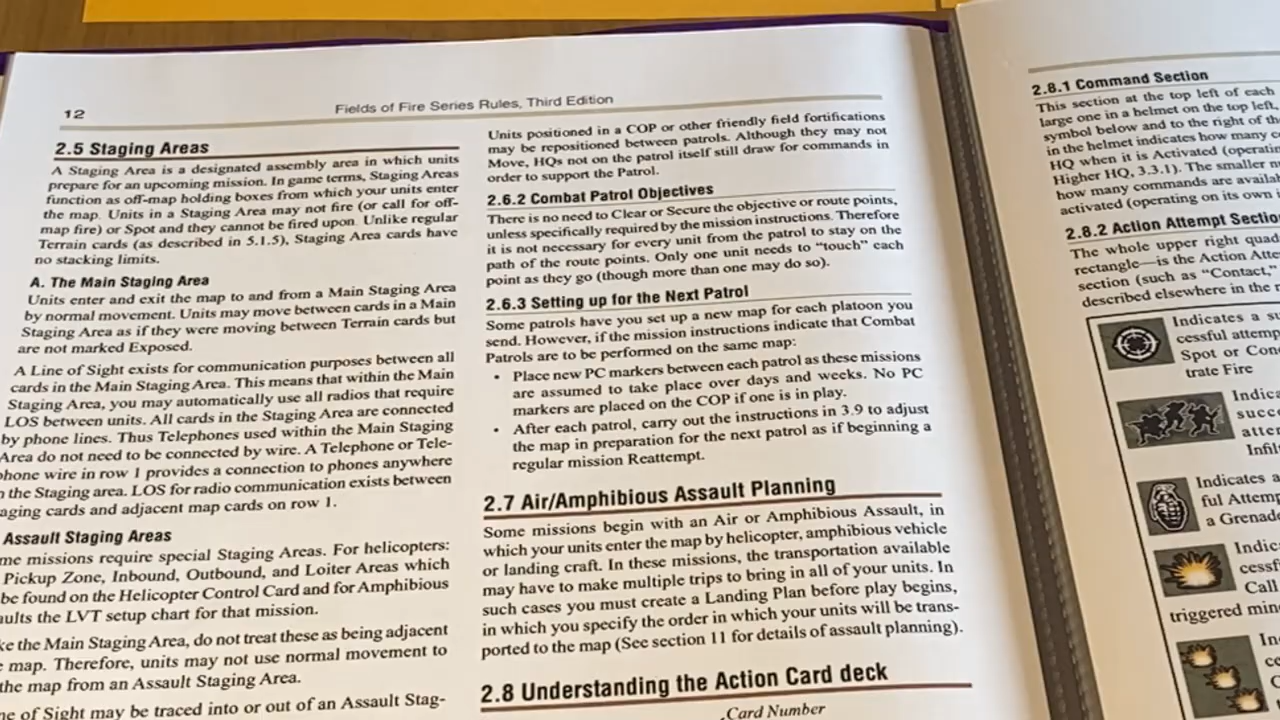 12
Fields of Fire Series Rules, Third Edition
2.5 Staging Areas
A Staging Area is a designated assembly area in which units
prepare for an upcoming mission. In game terms, Staging Areas
function as off-map holding boxes from which your units enter
the map. Units in a Staging Area may not fire (or call for off-
map fire) or Spot and they cannot be fired upon. Unlike regular
Terrain cards (as described in 5.1.5), Staging Area cards have
no stacking limits.
A. The Main Staging Area
Units enter and exit the map to and from a Main Staging Area
by normal movement. Units may move between cards in a Main
Staging Area as if they were moving between Terrain cards but
are not marked Exposed.
A Line of Sight exists for communication purposes between all
cards in the Main Staging Area. This means that within the Main
Staging Area, you may automatically use all radios that require
LOS between units. All cards in the Staging Area are connected
by phone lines. Thus Telephones used within the Main Staging
Area do not need to be connected by wire. A Telephone or Tele-
phone wire in row 1 provides a connection to phones anywhere
the Staging area. LOS for radio communication exists between
aging cards and adjacent map cards on row 1.
Assault Staging Areas
me missions require special Staging Areas. For helicopters:
Pickup Zone, Inbound, Outbound, and Loiter Areas which
be found on the Helicopter Control Card and for Amphibious
aults the LVT setup chart for that mission.
ke the Main Staging Area, do not treat these as being adjacent
map. Therefore, units may not use normal movement to
the map from an Assault Staging Area.
ne of Sight may be traced into or out of an Assault Stag-
Units positioned in a COP or other friendly field fortifications
may be repositioned between patrols. Although they may not
Move, HQs not on the patrol itself still draw for commands in
order to support the Patrol.
2.6.2 Combat Patrol Objectives
There is no need to Clear or Secure the objective or route points,
unless specifically required by the mission instructions. Therefore
it is not necessary for every unit from the patrol to stay on the
path of the route points. Only one unit needs to “touch” each
point as they go (though more than one may do so).
2.6.3 Setting up for the Next Patrol
Some patrols have you set up a new map for each platoon you
send. However, if the mission instructions indicate that Combat
Patrols are to be performed on the same map:
• Place new PC markers between each patrol as these missions
are assumed to take place over days and weeks. No PC
markers are placed on the COP if one is in play.
• After each patrol, carry out the instructions in 3.9 to adjust
the map in preparation for the next patrol as if beginning a
regular mission Reattempt.
2.7 Air/Amphibious Assault Planning
Some missions begin with an Air or Amphibious Assault, in
which your units enter the map by helicopter, amphibious vehicle
or landing craft. In these missions, the transportation available
may have to make multiple trips to bring in all of your units. In
such cases you must create a Landing Plan before play begins,
in which you specify the order in which your units will be trans-
ported to the map (See section 11 for details of assault planning).
2.8 Understanding the Action Card deck
Card Number
2.8.1 Command Section
This section at the top left of each
large one in a helmet on the top left,
symbol below and to the right of the
in the helmet indicates how many c
HQ when it is Activated (operatin
Higher HQ, 3.3.1). The smaller n
how many commands are availal
activated (operating on its own
2.8.2 Action Attempt Sectio
The whole upper right quad
rectangle—is the Action Atte
section (such as “Contact,”
described elsewhere in the r
Indicates a su
cessful attemp
Spot or Conc
trate Fire
Indica
succ
atter
Infil
Indicates a
ful Attemp
a Grenad
Indic
cessf
Call
triggered min
In
ce